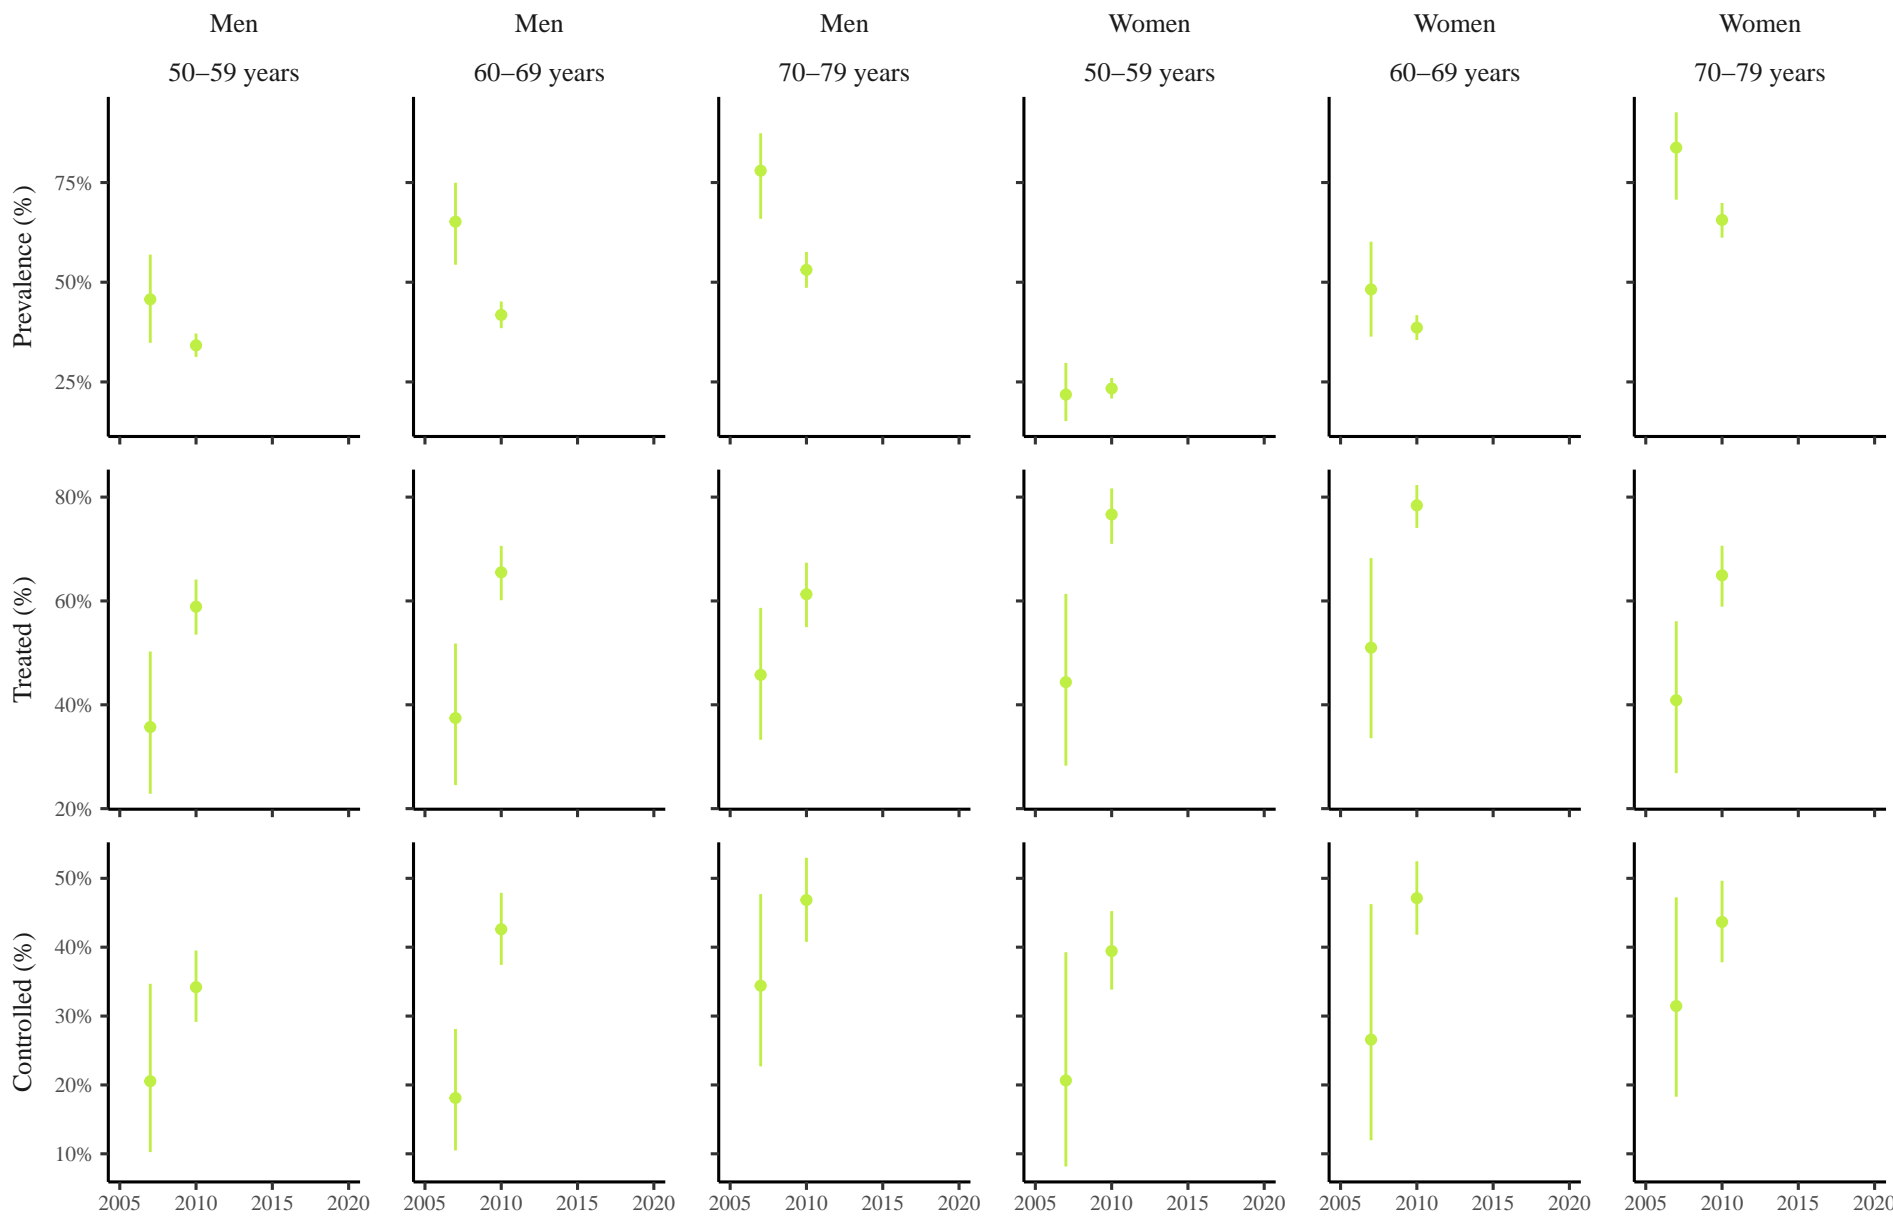 Men Men Men Women Women Women
50–59 years 60–69 years 70–79 years 50–59 years 60–69 years 70–79 years
Prevalence (%)
75%
50%
25%
Treated (%)
80%
60%
40%
20%
Controlled (%)
50%
40%
30%
20%
10%
2005 2010 2015 2020 2005 2010 2015 2020 2005 2010 2015 2020 2005 2010 2015 2020 2005 2010 2015 2020 2005 2010 2015 2020